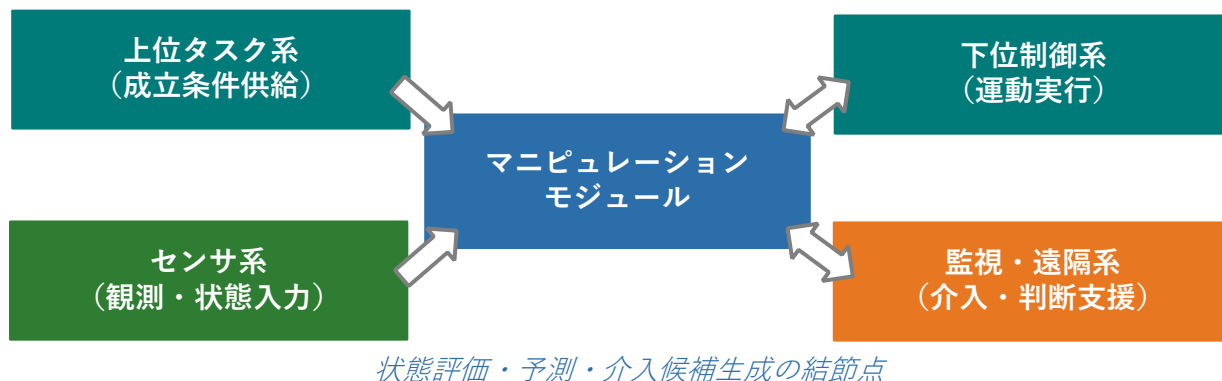 上位タスク系
（成立条件供給）
下位制御系
（運動実行）
マニピュレーション
モジュール
センサ系
（観測・状態入力）
監視・遠隔系
（介入・判断支援）
状態評価・予測・介入候補生成の結節点